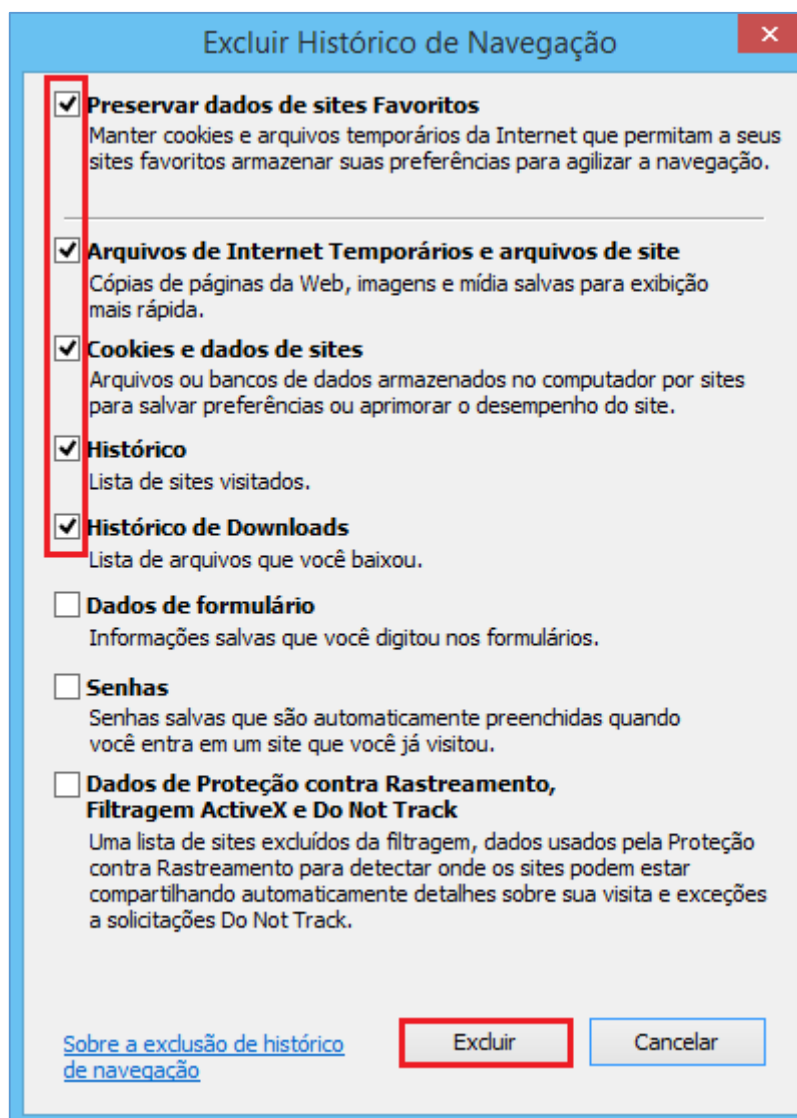 Excluir Histórico de Navegação
Preservar dados de sites Favoritos
Manter cookies e arquivos temporários da Internet que permitam a seus
sites favoritos armazenar suas preferências para agilizar a navegação.
Arquivos de Internet Temporários e arquivos de site
Cópias de páginas da Web, imagens e mídia salvas para exibição
mais rápida.
Cookies e dados de sites
Arquivos ou bancos de dados armazenados no computador por sites
para salvar preferências ou aprimorar o desempenho do site.
Histórico
Lista de sites visitados.
Histórico de Downloads
Lista de arquivos que você baixou.
Dados de formulário
Informações salvas que você digitou nos formulários.
Senhas
Senhas salvas que são automaticamente preenchidas quando
você entra em um site que você já visitou.
Dados de Proteção contra Rastreamento,
Filtragem ActiveX e Do Not Track
Uma lista de sites excluídos da filtragem, dados usados pela Proteção
contra Rastreamento para detectar onde os sites podem estar
compartilhando automaticamente detalhes sobre sua visita e exceções
a solicitações Do Not Track.
Sobre a exclusão de histórico
de navegação
Excluir
Cancelar